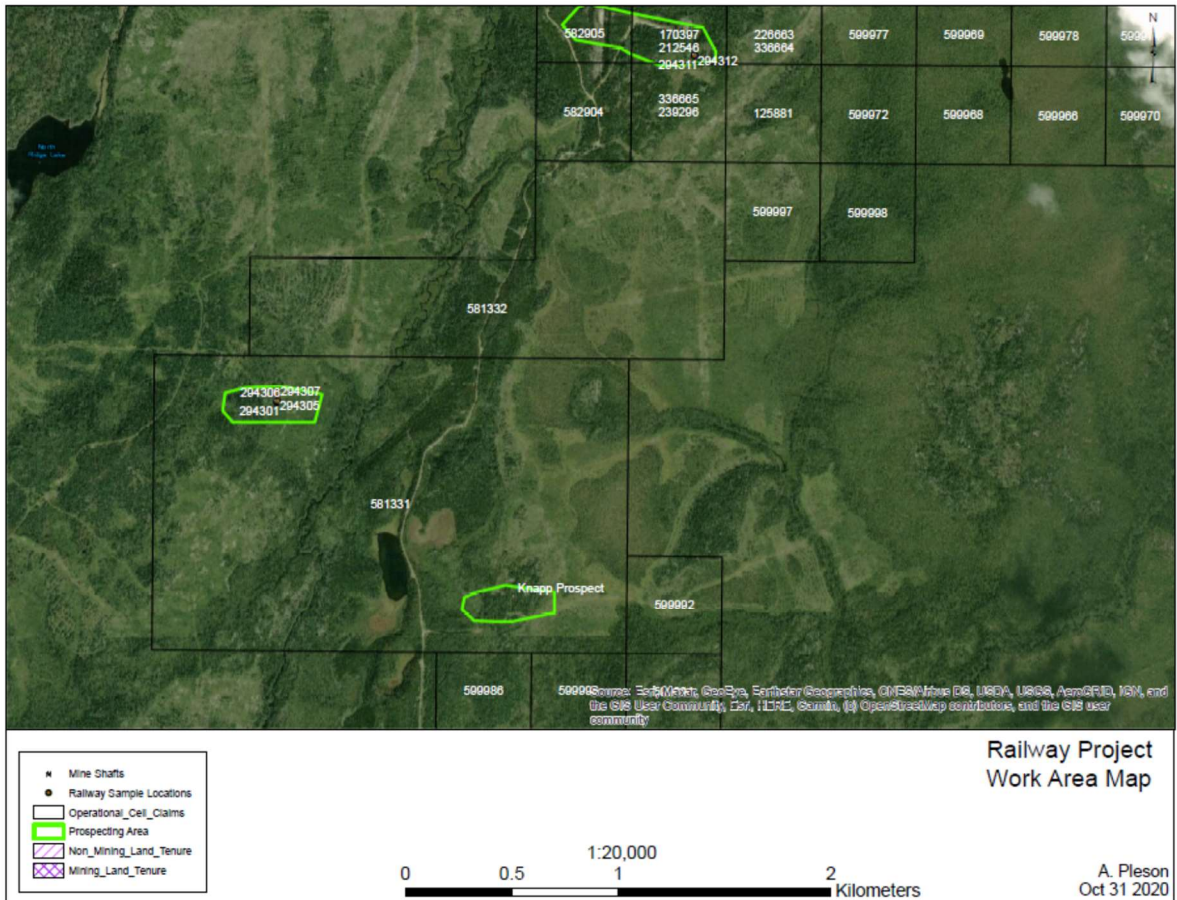 582905
170397
212546
294311
294312
226663
336664
599977
599969
599978
N
582904
336665
239296
125881
599972
599968
599966
599970
North
Ridge Lake
599997
599998
581332
294306
294307
294301
294305
581331
Knapp Prospect
599992
599986
Source: Esri, Maxar, GeoEye, Earthstar Geographics, CNES/Airbus DS, USDA, USGS, AeroGRID, IGN, and
the GIS User Community, Esri, HERE, Garmin, (c) OpenStreetMap contributors, and the GIS user
community
Railway Project
Work Area Map
N Mine Shafts
Railway Sample Locations
Operational_Cell_Claims
Prospecting Area
Non_Mining_Land_Tenure
Mining_Land_Tenure
1:20,000
0 0.5 1 2
Kilometers
A. Pleson
Oct 31 2020